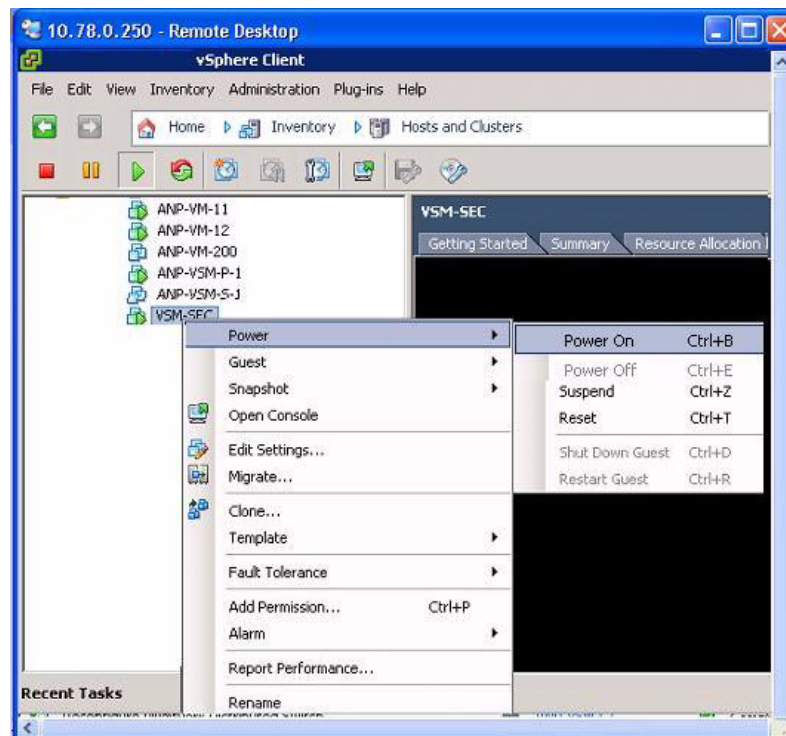 10.78.0.250 - Remote Desktop
vSphere Client
File Edit View Inventory Administration Plug-ins Help
Home Inventory Hosts and Clusters
ANP-VM-11
ANP-VM-12
ANP-VM-200
ANP-VSM-P-1
ANP-VSM-S-1
VSM-SEC
VSM-SEC
Getting Started Summary Resource Allocation
Power
Guest
Snapshot
Open Console
Edit Settings...
Migrate...
Clone...
Template
Fault Tolerance
Add Permission... Ctrl+P
Alarm
Report Performance...
Rename
Power On Ctrl+B
Power Off Ctrl+E
Suspend Ctrl+Z
Reset Ctrl+T
Shut Down Guest Ctrl+D
Restart Guest Ctrl+R
Recent Tasks